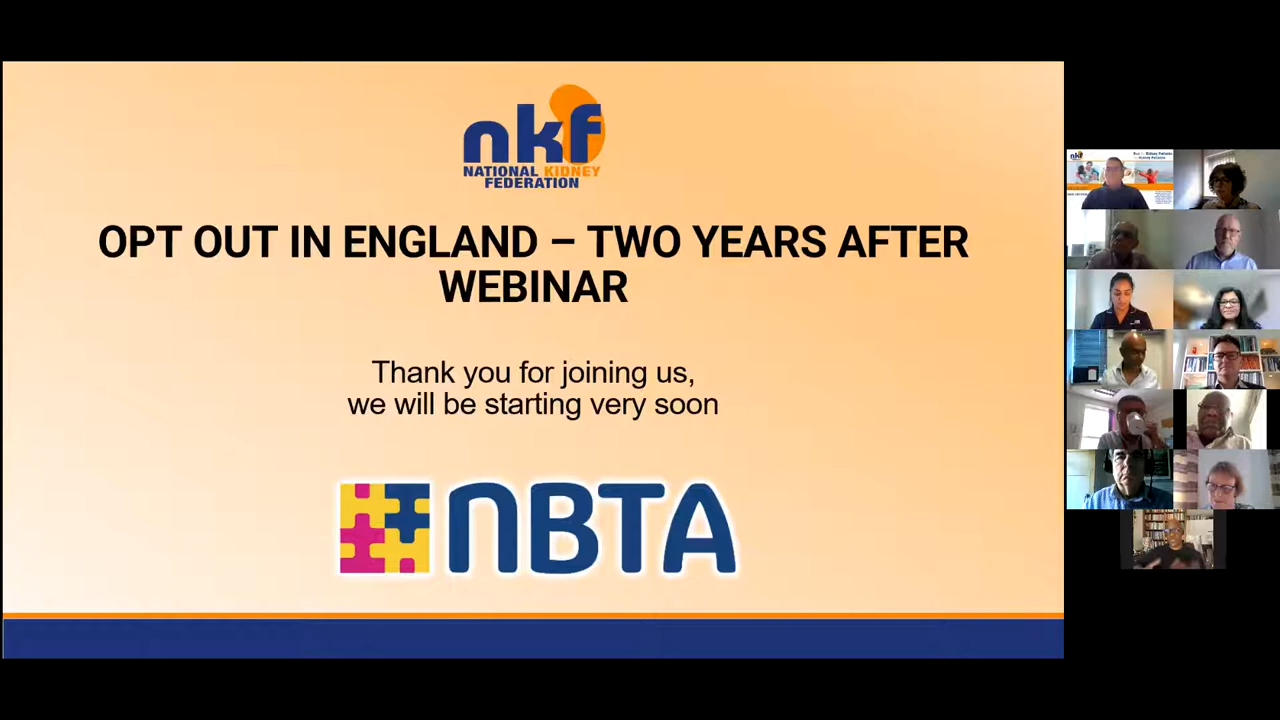 nkf
NATIONAL KIDNEY
FEDERATION
OPT OUT IN ENGLAND – TWO YEARS AFTER
WEBINAR
Thank you for joining us,
we will be starting very soon
NBTA
nkf